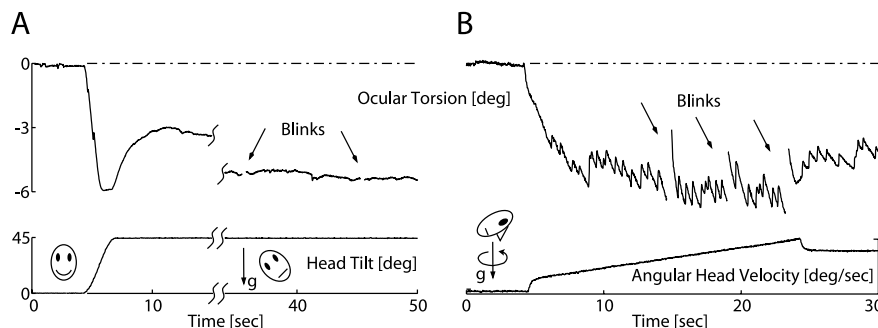 A
B
0
-3
-6
Ocular Torsion [deg]
Blinks
Blinks
45
0
Head Tilt [deg]
g
g
Angular Head Velocity [deg/sec]
0 10 40 50
0 10 20 30
Time [sec]
Time [sec]